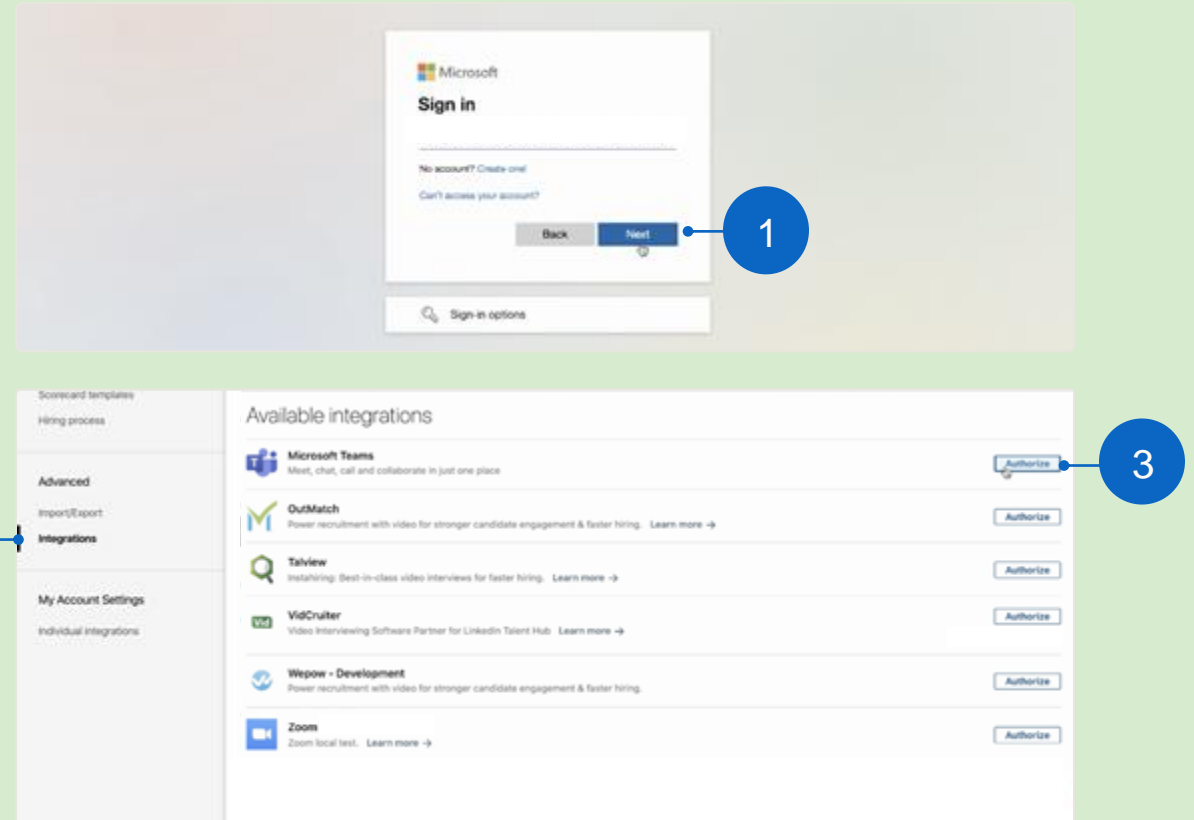 Microsoft
Sign in
No account? Create one!
Can't access your account?
Back Next
1
Sign-in options
Scorecard templates
Hiring process
Advanced
Import/Export
Integrations
My Account Settings
Individual integrations
Available integrations
Microsoft Teams
Meet, chat, call and collaborate in just one place
Authorize
3
OutMatch
Power recruitment with video for stronger candidate engagement & faster hiring. Learn more →
Authorize
Talview
Instahiring: Best-in-class video interviews for faster hiring. Learn more →
Authorize
Vid
VidCruiter
Video Interviewing Software Partner for LinkedIn Talent Hub Learn more →
Authorize
Wepow - Development
Power recruitment with video for stronger candidate engagement & faster hiring.
Authorize
Zoom
Zoom local test. Learn more →
Authorize